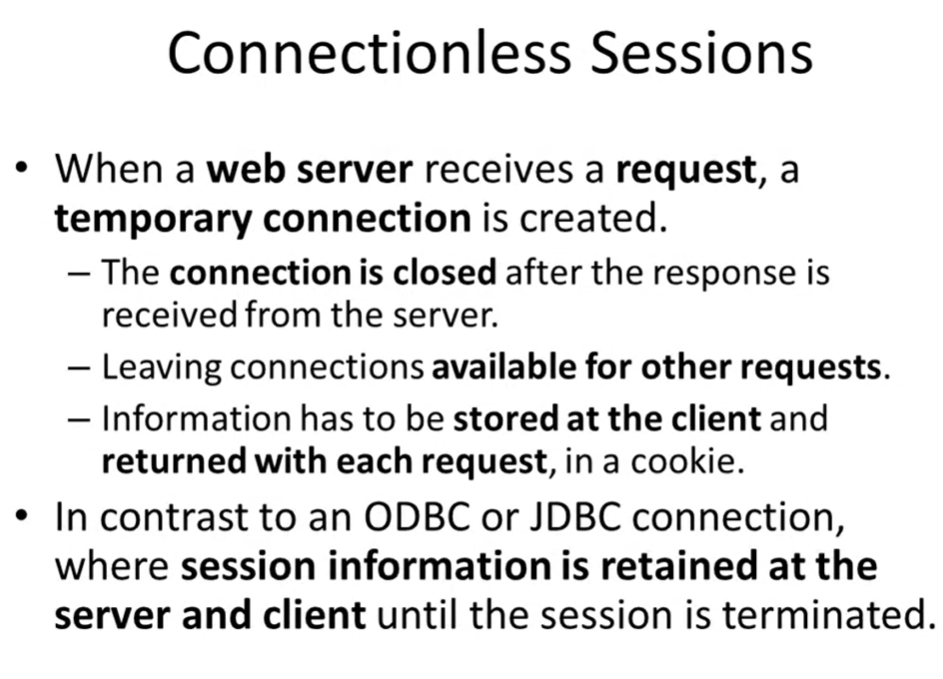 Connectionless Sessions
• When a web server receives a request, a
temporary connection is created.
– The connection is closed after the response is
received from the server.
– Leaving connections available for other requests.
– Information has to be stored at the client and
returned with each request, in a cookie.
• In contrast to an ODBC or JDBC connection,
where session information is retained at the
server and client until the session is terminated.